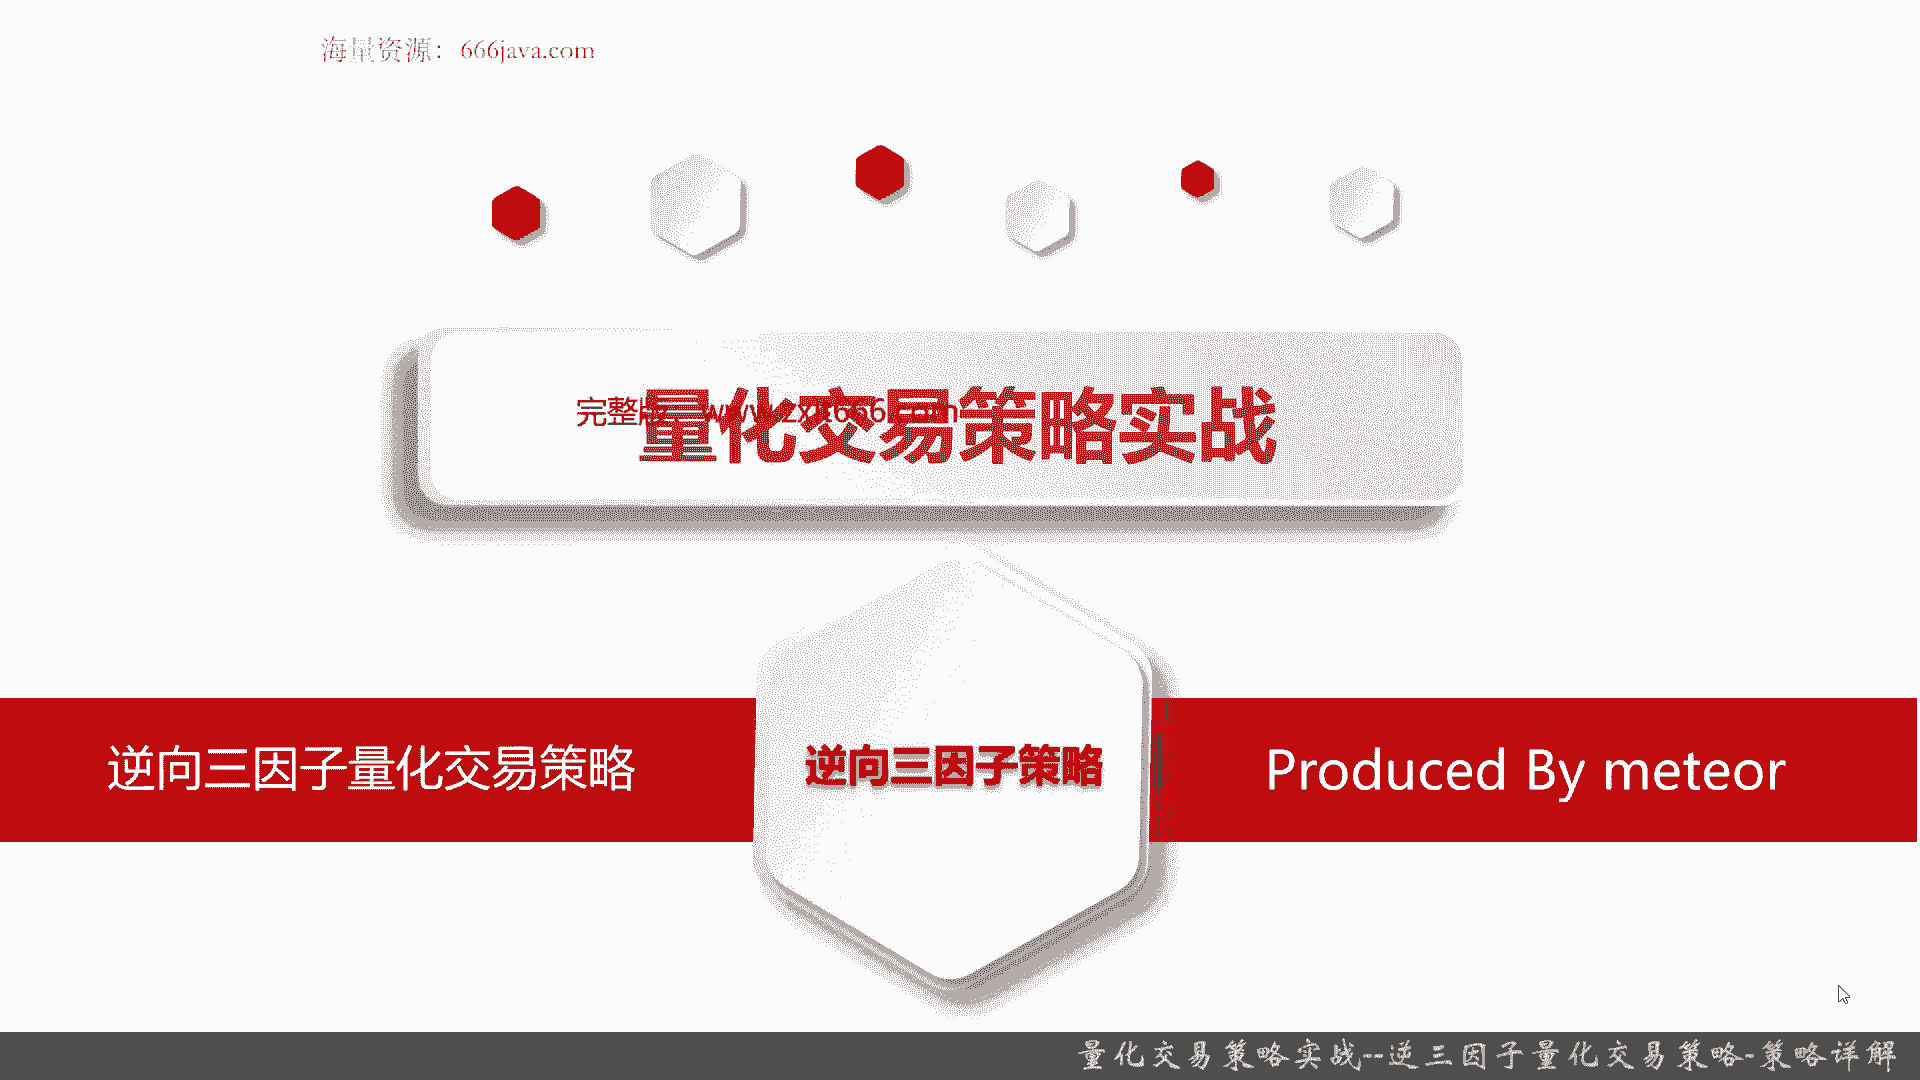 海量资源：666java.com
完整版：www.zxit666.com
量化交易策略实战
逆向三因子量化交易策略
逆向三因子策略
Produced By meteor
量化交易策略实战--逆三因子量化交易策略-策略详解